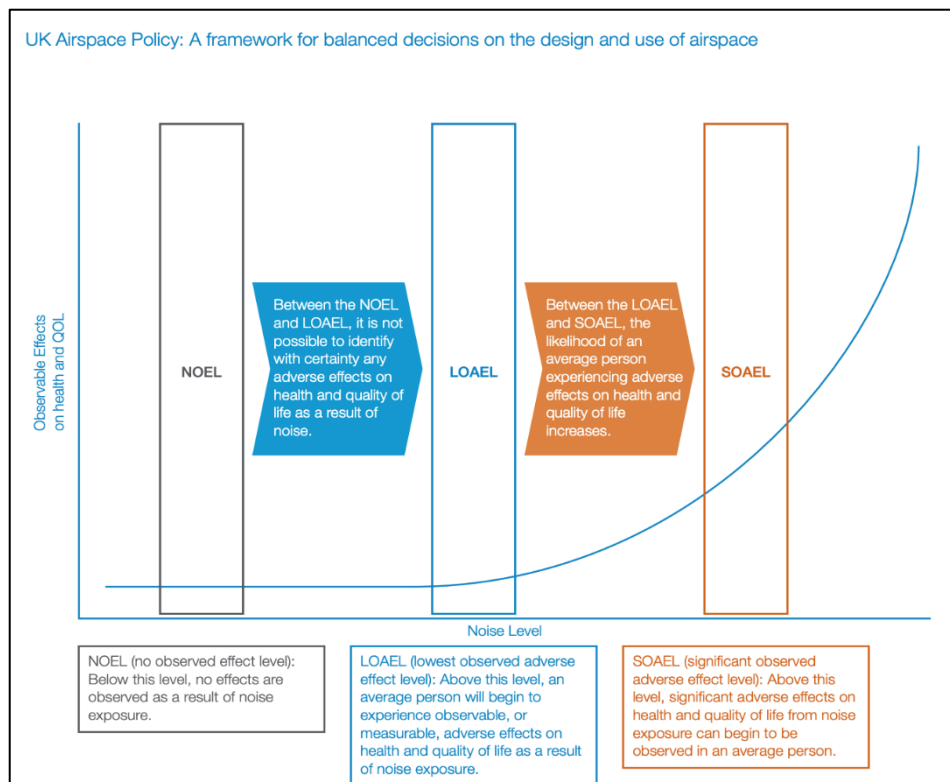 UK Airspace Policy: A framework for balanced decisions on the design and use of airspace
Observable Effects
on health and QOL
NOEL
Between the NOEL
and LOAEL, it is not
possible to identify
with certainty any
adverse effects on
health and quality of
life as a result of
noise.
LOAEL
Between the LOAEL
and SOAEL, the
likelihood of an
average person
experiencing adverse
effects on health and
quality of life
increases.
SOAEL
Noise Level
NOEL (no observed effect level):
Below this level, no effects are
observed as a result of noise
exposure.
LOAEL (lowest observed adverse
effect level): Above this level, an
average person will begin to
experience observable, or
measurable, adverse effects on
health and quality of life as a result
of noise exposure.
SOAEL (significant observed
adverse effect level): Above this
level, significant adverse effects on
health and quality of life from noise
exposure can begin to be
observed in an average person.